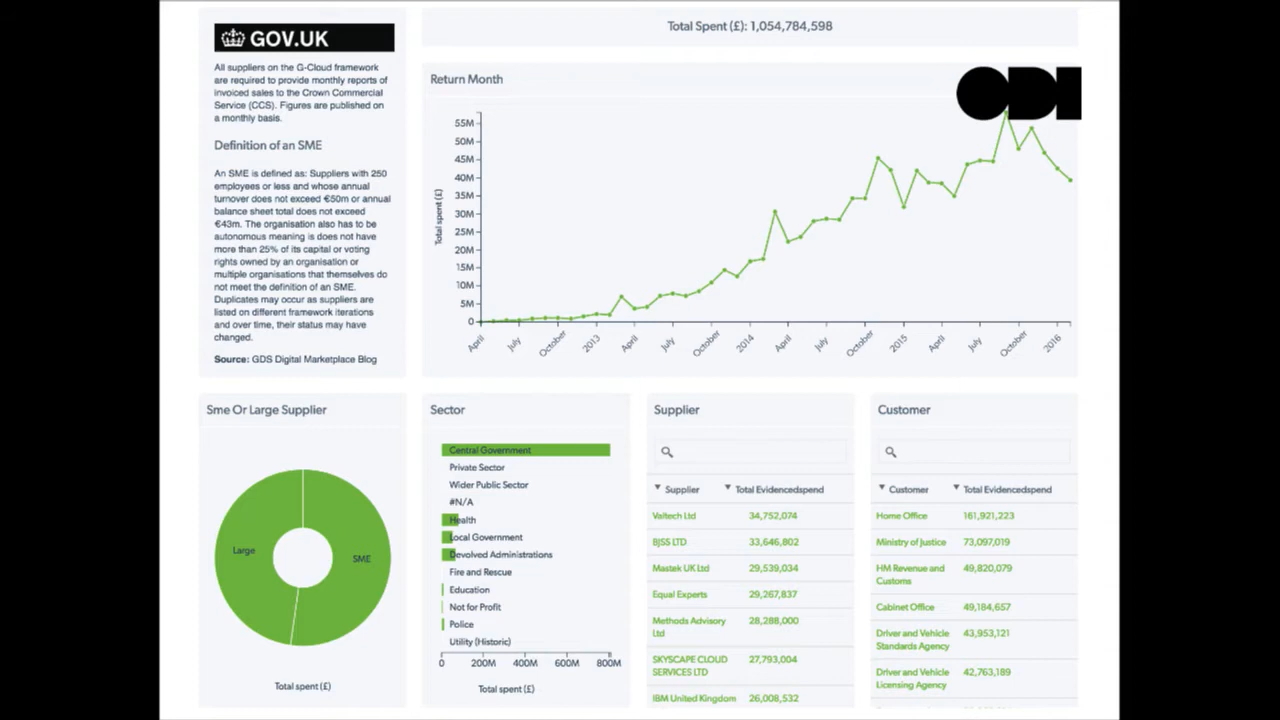 GOV.UK
All suppliers on the G-Cloud framework
are required to provide monthly reports of
invoiced sales to the Crown Commercial
Service (CCS). Figures are published on
a monthly basis.
Definition of an SME
An SME is defined as: Suppliers with 250
employees or less and whose annual
turnover does not exceed €50m or annual
balance sheet total does not exceed
€43m. The organisation also has to be
autonomous meaning is does not have
more than 25% of its capital or voting
rights owned by an organisation or
multiple organisations that themselves do
not meet the definition of an SME.
Duplicates may occur as suppliers are
listed on different framework iterations
and over time, their status may have
changed.
Source: GDS Digital Marketplace Blog
Total Spent (£): 1,054,784,598
Return Month
ODI
Total spent (£)
55M
50M
45M
40M
35M
30M
25M
20M
15M
10M
5M
0
April July October 2013 April July October 2014 April July October 2015 April July October 2016
Sme Or Large Supplier
Large
SME
Total spent (£)
Sector
Central Government
Private Sector
Wider Public Sector
#N/A
Health
Local Government
Devolved Administrations
Fire and Rescue
Education
Not for Profit
Police
Utility (Historic)
0 200M 400M 600M 800M
Total spent (£)
Supplier
Supplier Total Evidencedspend
Valtech Ltd 34,752,074
BJSS LTD 33,646,802
Mastek UK Ltd 29,539,034
Equal Experts 29,267,837
Methods Advisory 28,288,000
Ltd
SKYSCAPE CLOUD 27,793,004
SERVICES LTD
IBM United Kingdom 26,008,532
Customer
Customer Total Evidencedspend
Home Office 161,921,223
Ministry of Justice 73,097,019
HM Revenue and 49,820,079
Customs
Cabinet Office 49,184,657
Driver and Vehicle 43,953,121
Standards Agency
Driver and Vehicle 42,763,189
Licensing Agency